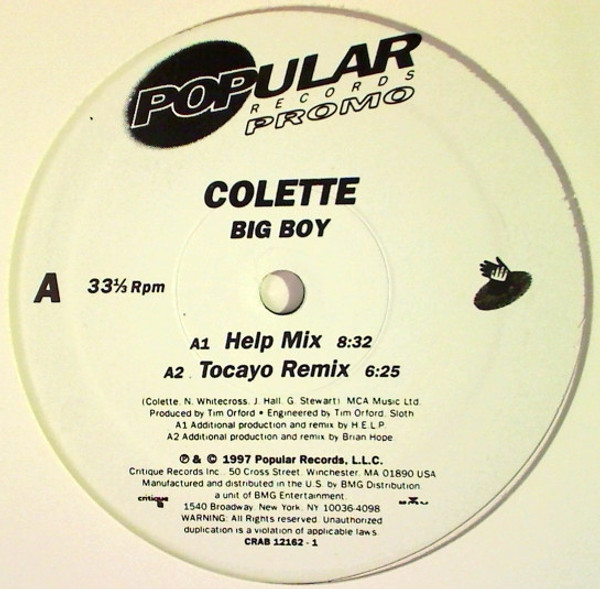 POPULAR
RECORDS
PROMO
COLETTE
BIG BOY
A 33⅓ Rpm
A1 Help Mix 8:32
A2 Tocayo Remix 6:25
(Colette, N. Whitecross, J. Hall, G. Stewart) MCA Music Ltd.
Produced by Tim Orford • Engineered by Tim Orford, Sloth
A1 Additional production and remix by H.E.L.P.
A2 Additional production and remix by Brian Hope
℗ & © 1997 Popular Records, L.L.C.
Critique Records Inc. 50 Cross Street, Winchester, MA 01890 USA
Manufactured and distributed in the U.S. by BMG Distribution,
a unit of BMG Entertainment,
critique
1540 Broadway, New York, NY 10036-4098
BMG
WARNING: All Rights reserved. Unauthorized
duplication is a violation of applicable laws.
CRAB 12162 - 1